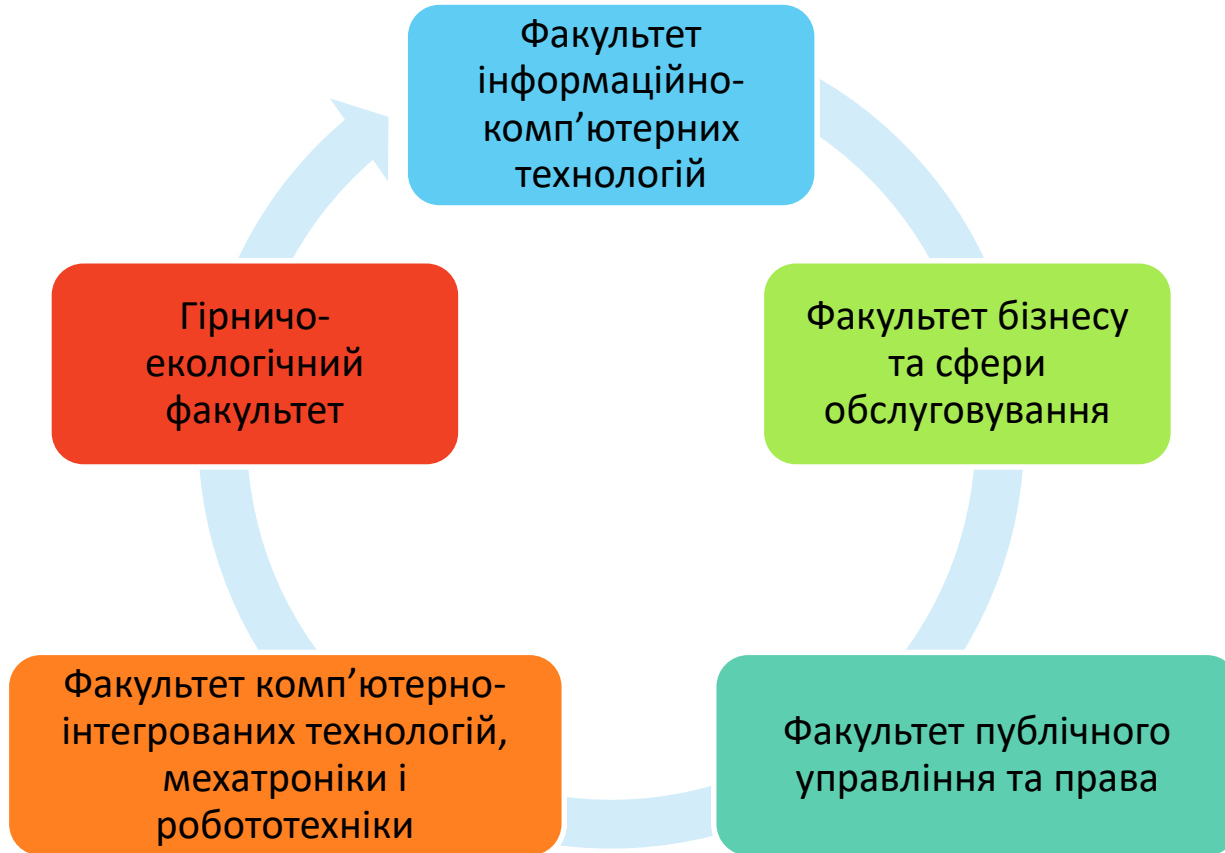 Факультет
інформаційно-
комп’ютерних
технологій
Факультет бізнесу
та сфери
обслуговування
Факультет публічного
управління та права
Факультет комп’ютерно-
інтегрованих технологій,
мехатроніки і
робототехніки
Гірничо-
екологічний
факультет